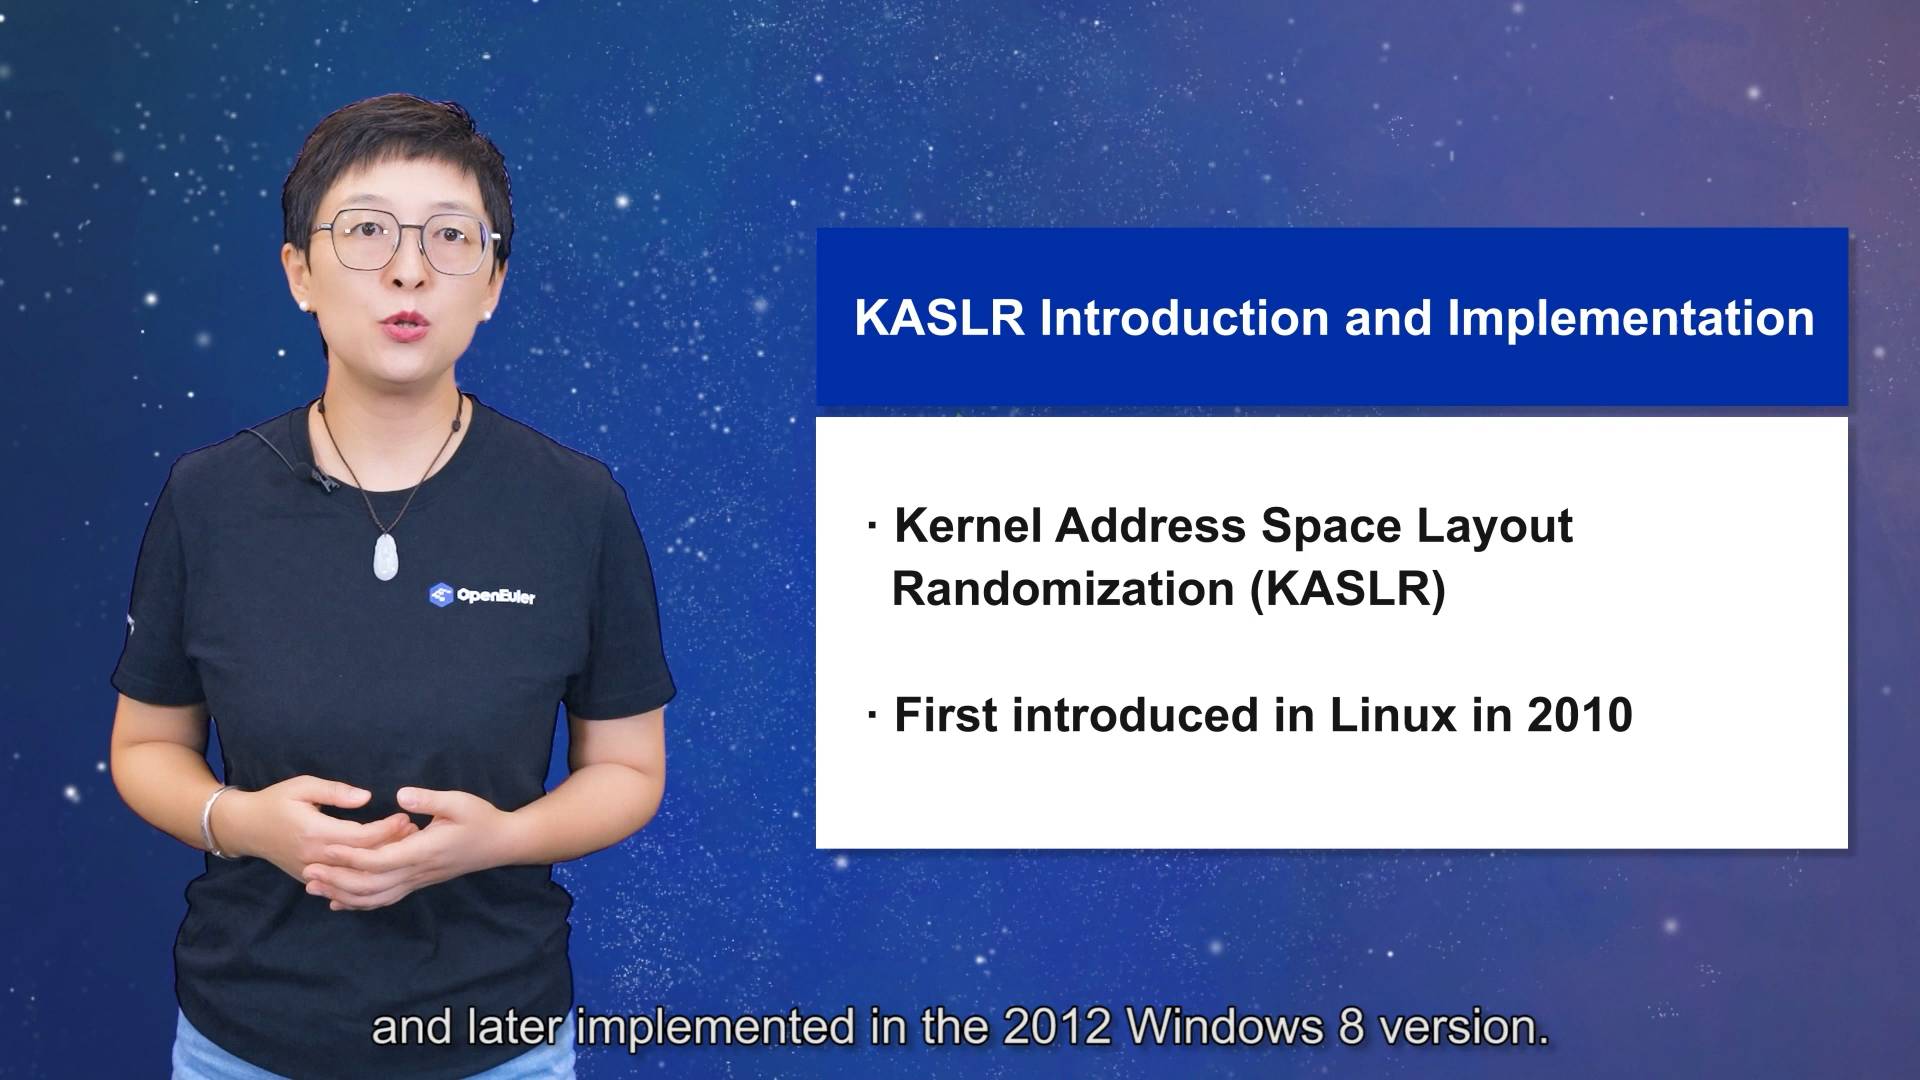 KASLR Introduction and Implementation
· Kernel Address Space Layout
Randomization (KASLR)
· First introduced in Linux in 2010
OpenEuler
and later implemented in the 2012 Windows 8 version.